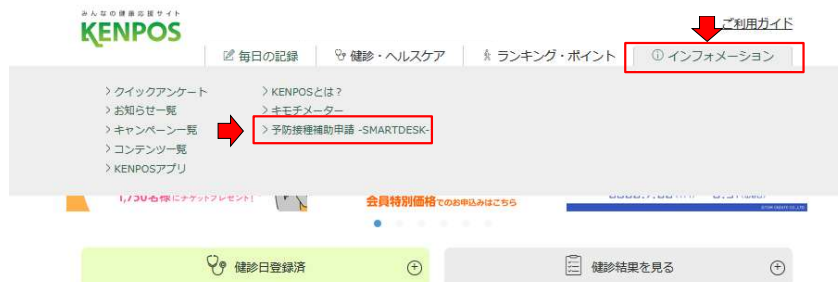 みんなの健康応援サイト
KENPOS
ご利用ガイド
毎日の記録
健診・ヘルスケア
ランキング・ポイント
インフォメーション
> クイックアンケート
> お知らせ一覧
> キャンペーン一覧
> コンテンツ一覧
> KENPOSアプリ
> KENPOSとは？
> キモチメーター
> 予防接種補助申請 -SMARTDESK-
1,750名様にチケットプレゼント!
会員特別価格でのお申込みはこちら
健診日登録済
健診結果を見る